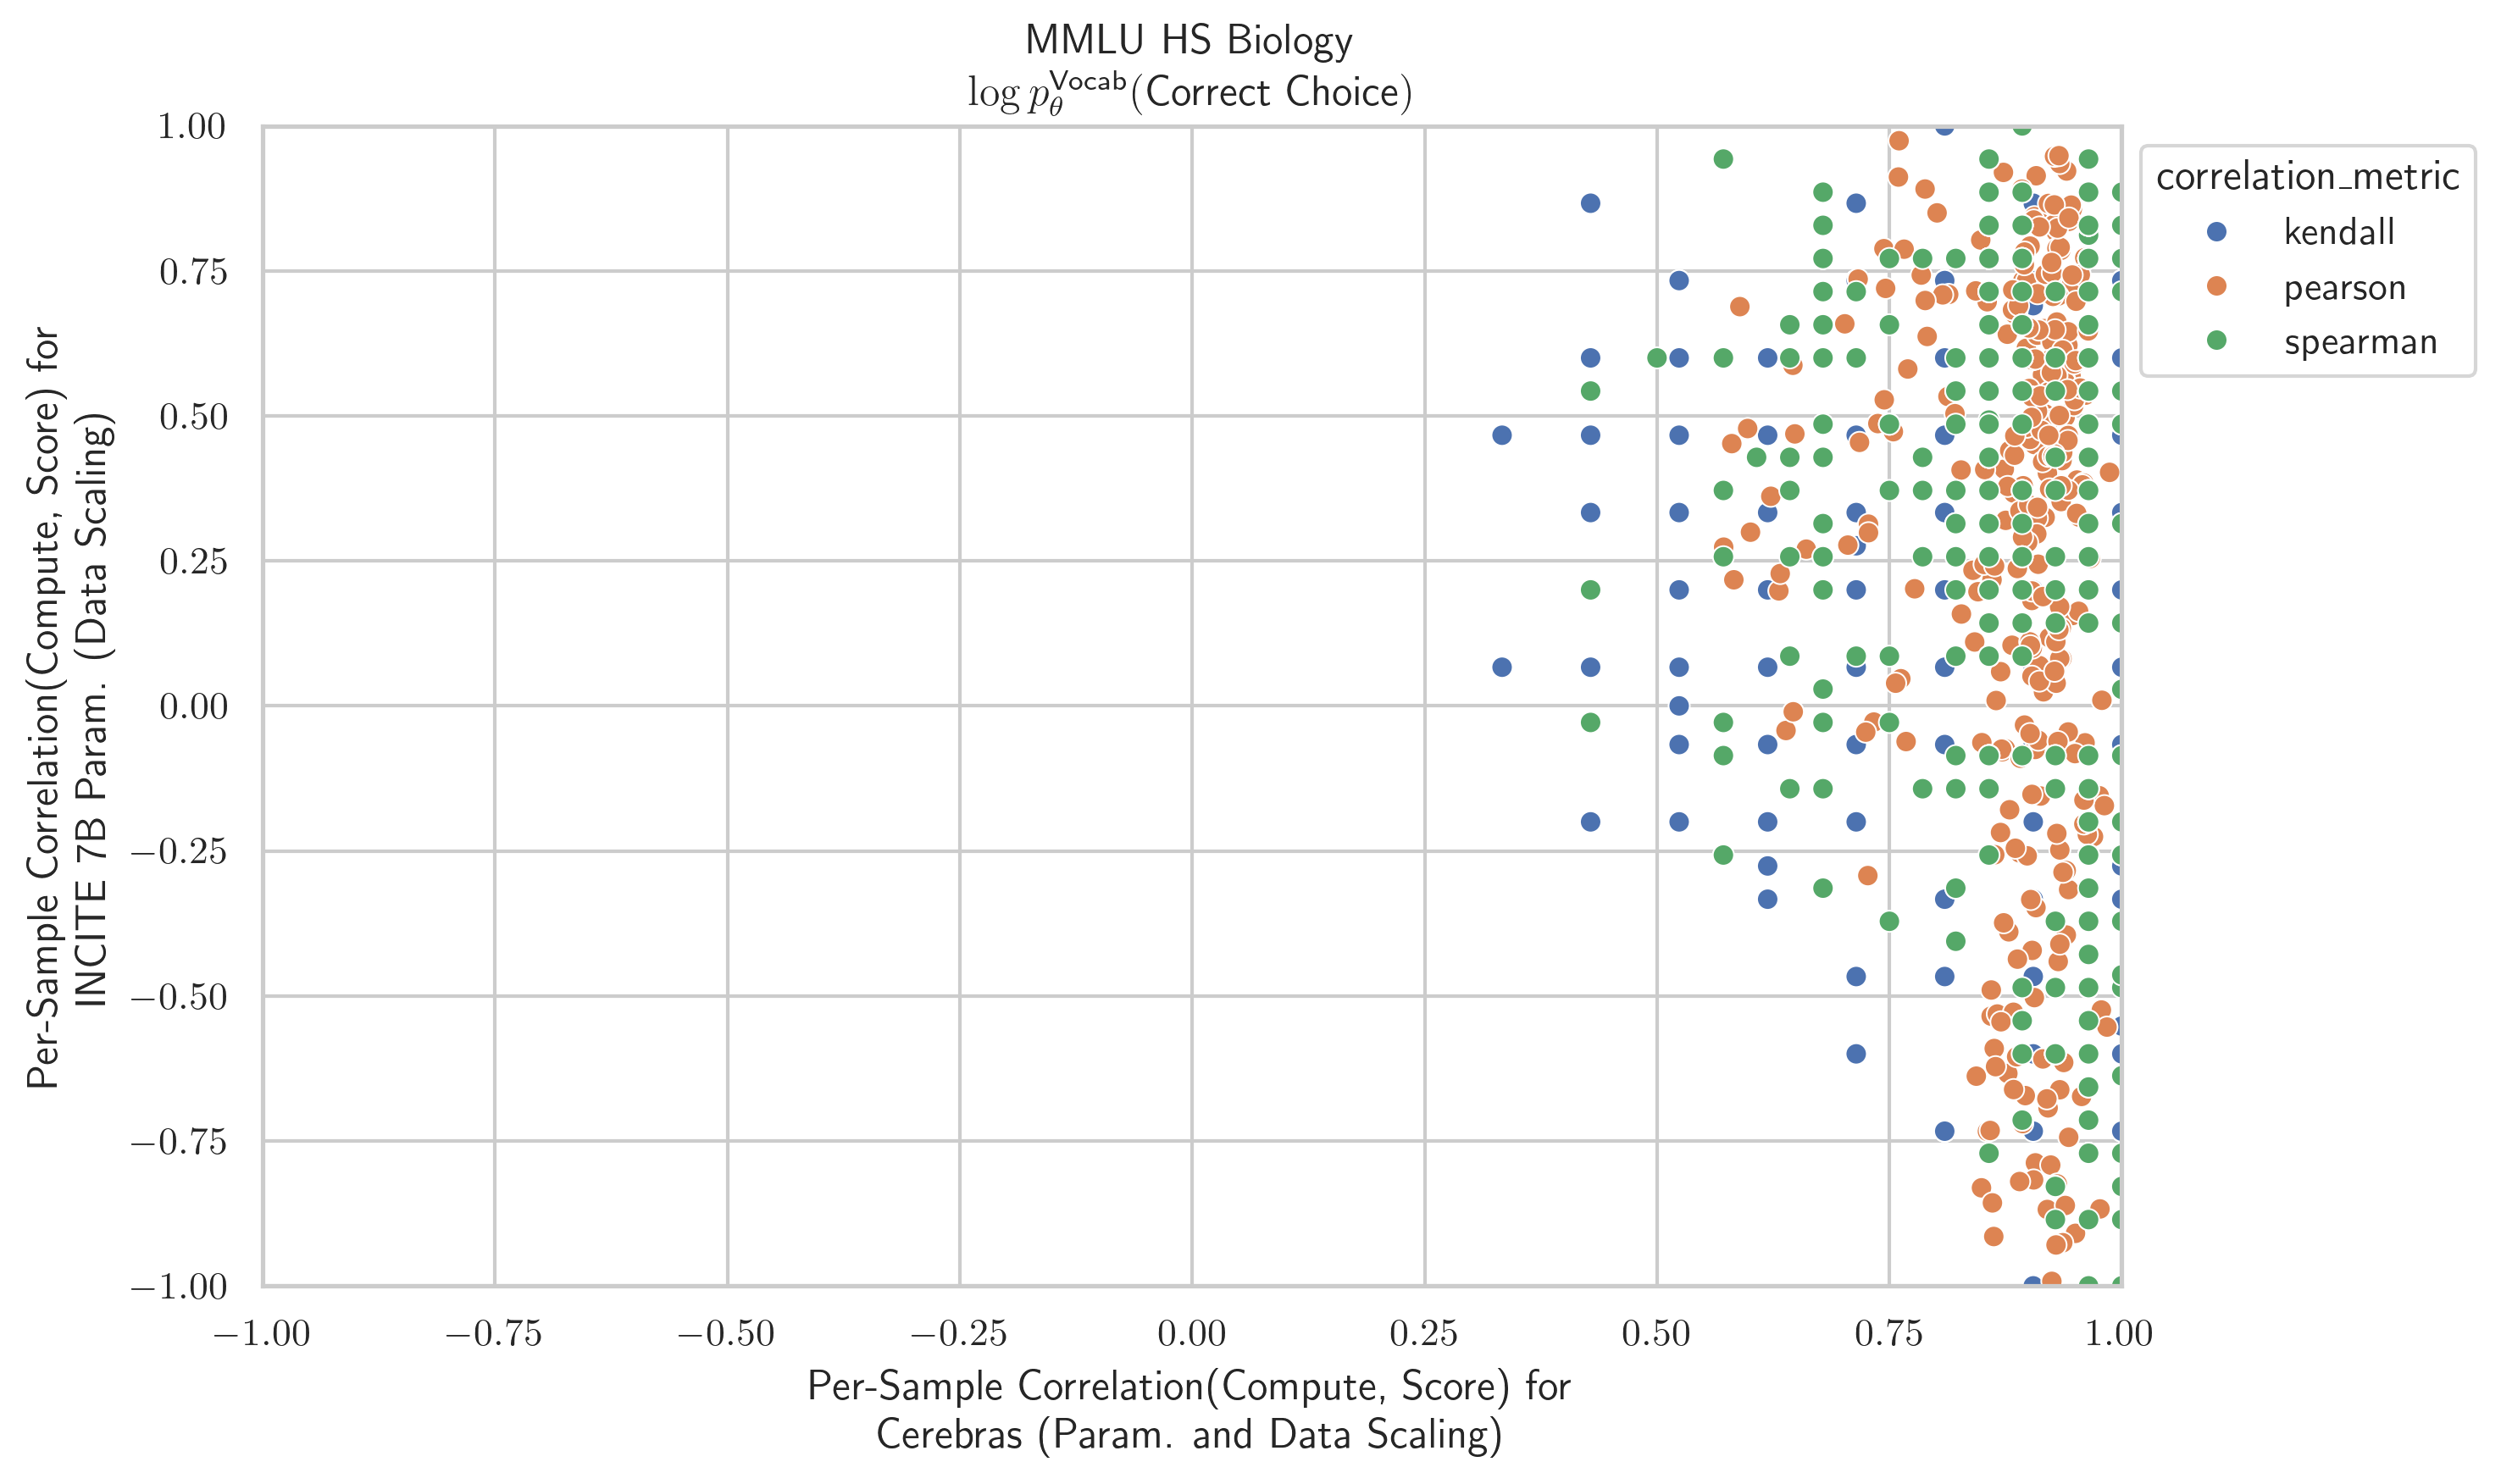 MMLU HS Biology
log p_θ^Vocab(Correct Choice)
Per-Sample Correlation(Compute, Score) for
INCITE 7B Param. (Data Scaling)
1.00
0.75
0.50
0.25
0.00
−0.25
−0.50
−0.75
−1.00
−1.00 −0.75 −0.50 −0.25 0.00 0.25 0.50 0.75 1.00
Per-Sample Correlation(Compute, Score) for
Cerebras (Param. and Data Scaling)
correlation_metric
kendall
pearson
spearman